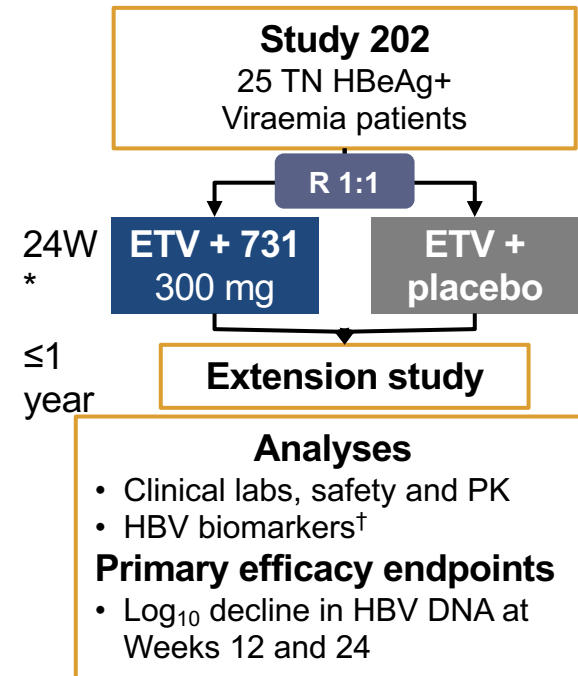 Study 202
25 TN HBeAg+
Viraemia patients
R 1:1
24W
*
ETV + 731
300 mg
ETV +
placebo
≤1
year
Extension study
Analyses
• Clinical labs, safety and PK
• HBV biomarkers†
Primary efficacy endpoints
• Log₁₀ decline in HBV DNA at
Weeks 12 and 24